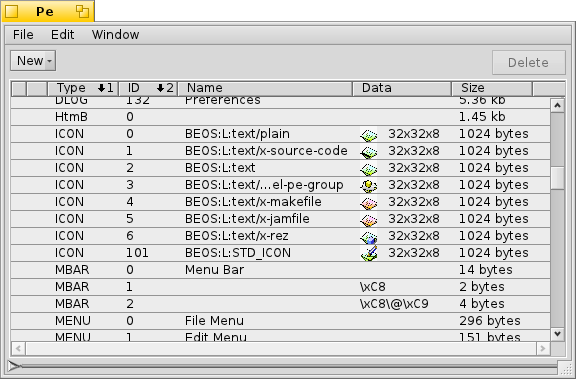 Pe
File Edit Window
New Delete
Type 1 ID 2 Name Data Size
DLOG 132 Preferences 5.36 kb
HtmB 0 1.45 kb
ICON 0 BEOS:L:text/plain 32x32x8 1024 bytes
ICON 1 BEOS:L:text/x-source-code 32x32x8 1024 bytes
ICON 2 BEOS:L:text 32x32x8 1024 bytes
ICON 3 BEOS:L:text/...el-pe-group 32x32x8 1024 bytes
ICON 4 BEOS:L:text/x-makefile 32x32x8 1024 bytes
ICON 5 BEOS:L:text/x-jamfile 32x32x8 1024 bytes
ICON 6 BEOS:L:text/x-rez 32x32x8 1024 bytes
ICON 101 BEOS:L:STD_ICON 32x32x8 1024 bytes
MBAR 0 Menu Bar 14 bytes
MBAR 1 \xC8 2 bytes
MBAR 2 \xC8\@\xC9 4 bytes
MENU 0 File Menu 296 bytes
MENU 1 Edit Menu 151 bytes